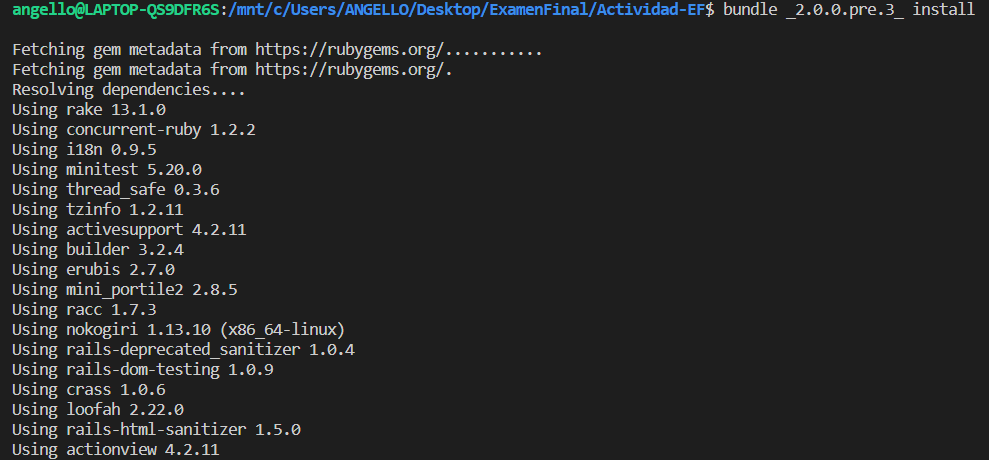 angello@LAPTOP-QS9DFR6S:/mnt/c/Users/ANGELLO/Desktop/ExamenFinal/Actividad-EF$ bundle _2.0.0.pre.3_ install
Fetching gem metadata from https://rubygems.org/...........
Fetching gem metadata from https://rubygems.org/.
Resolving dependencies....
Using rake 13.1.0
Using concurrent-ruby 1.2.2
Using i18n 0.9.5
Using minitest 5.20.0
Using thread_safe 0.3.6
Using tzinfo 1.2.11
Using activesupport 4.2.11
Using builder 3.2.4
Using erubis 2.7.0
Using mini_portile2 2.8.5
Using racc 1.7.3
Using nokogiri 1.13.10 (x86_64-linux)
Using rails-deprecated_sanitizer 1.0.4
Using rails-dom-testing 1.0.9
Using crass 1.0.6
Using loofah 2.22.0
Using rails-html-sanitizer 1.5.0
Using actionview 4.2.11